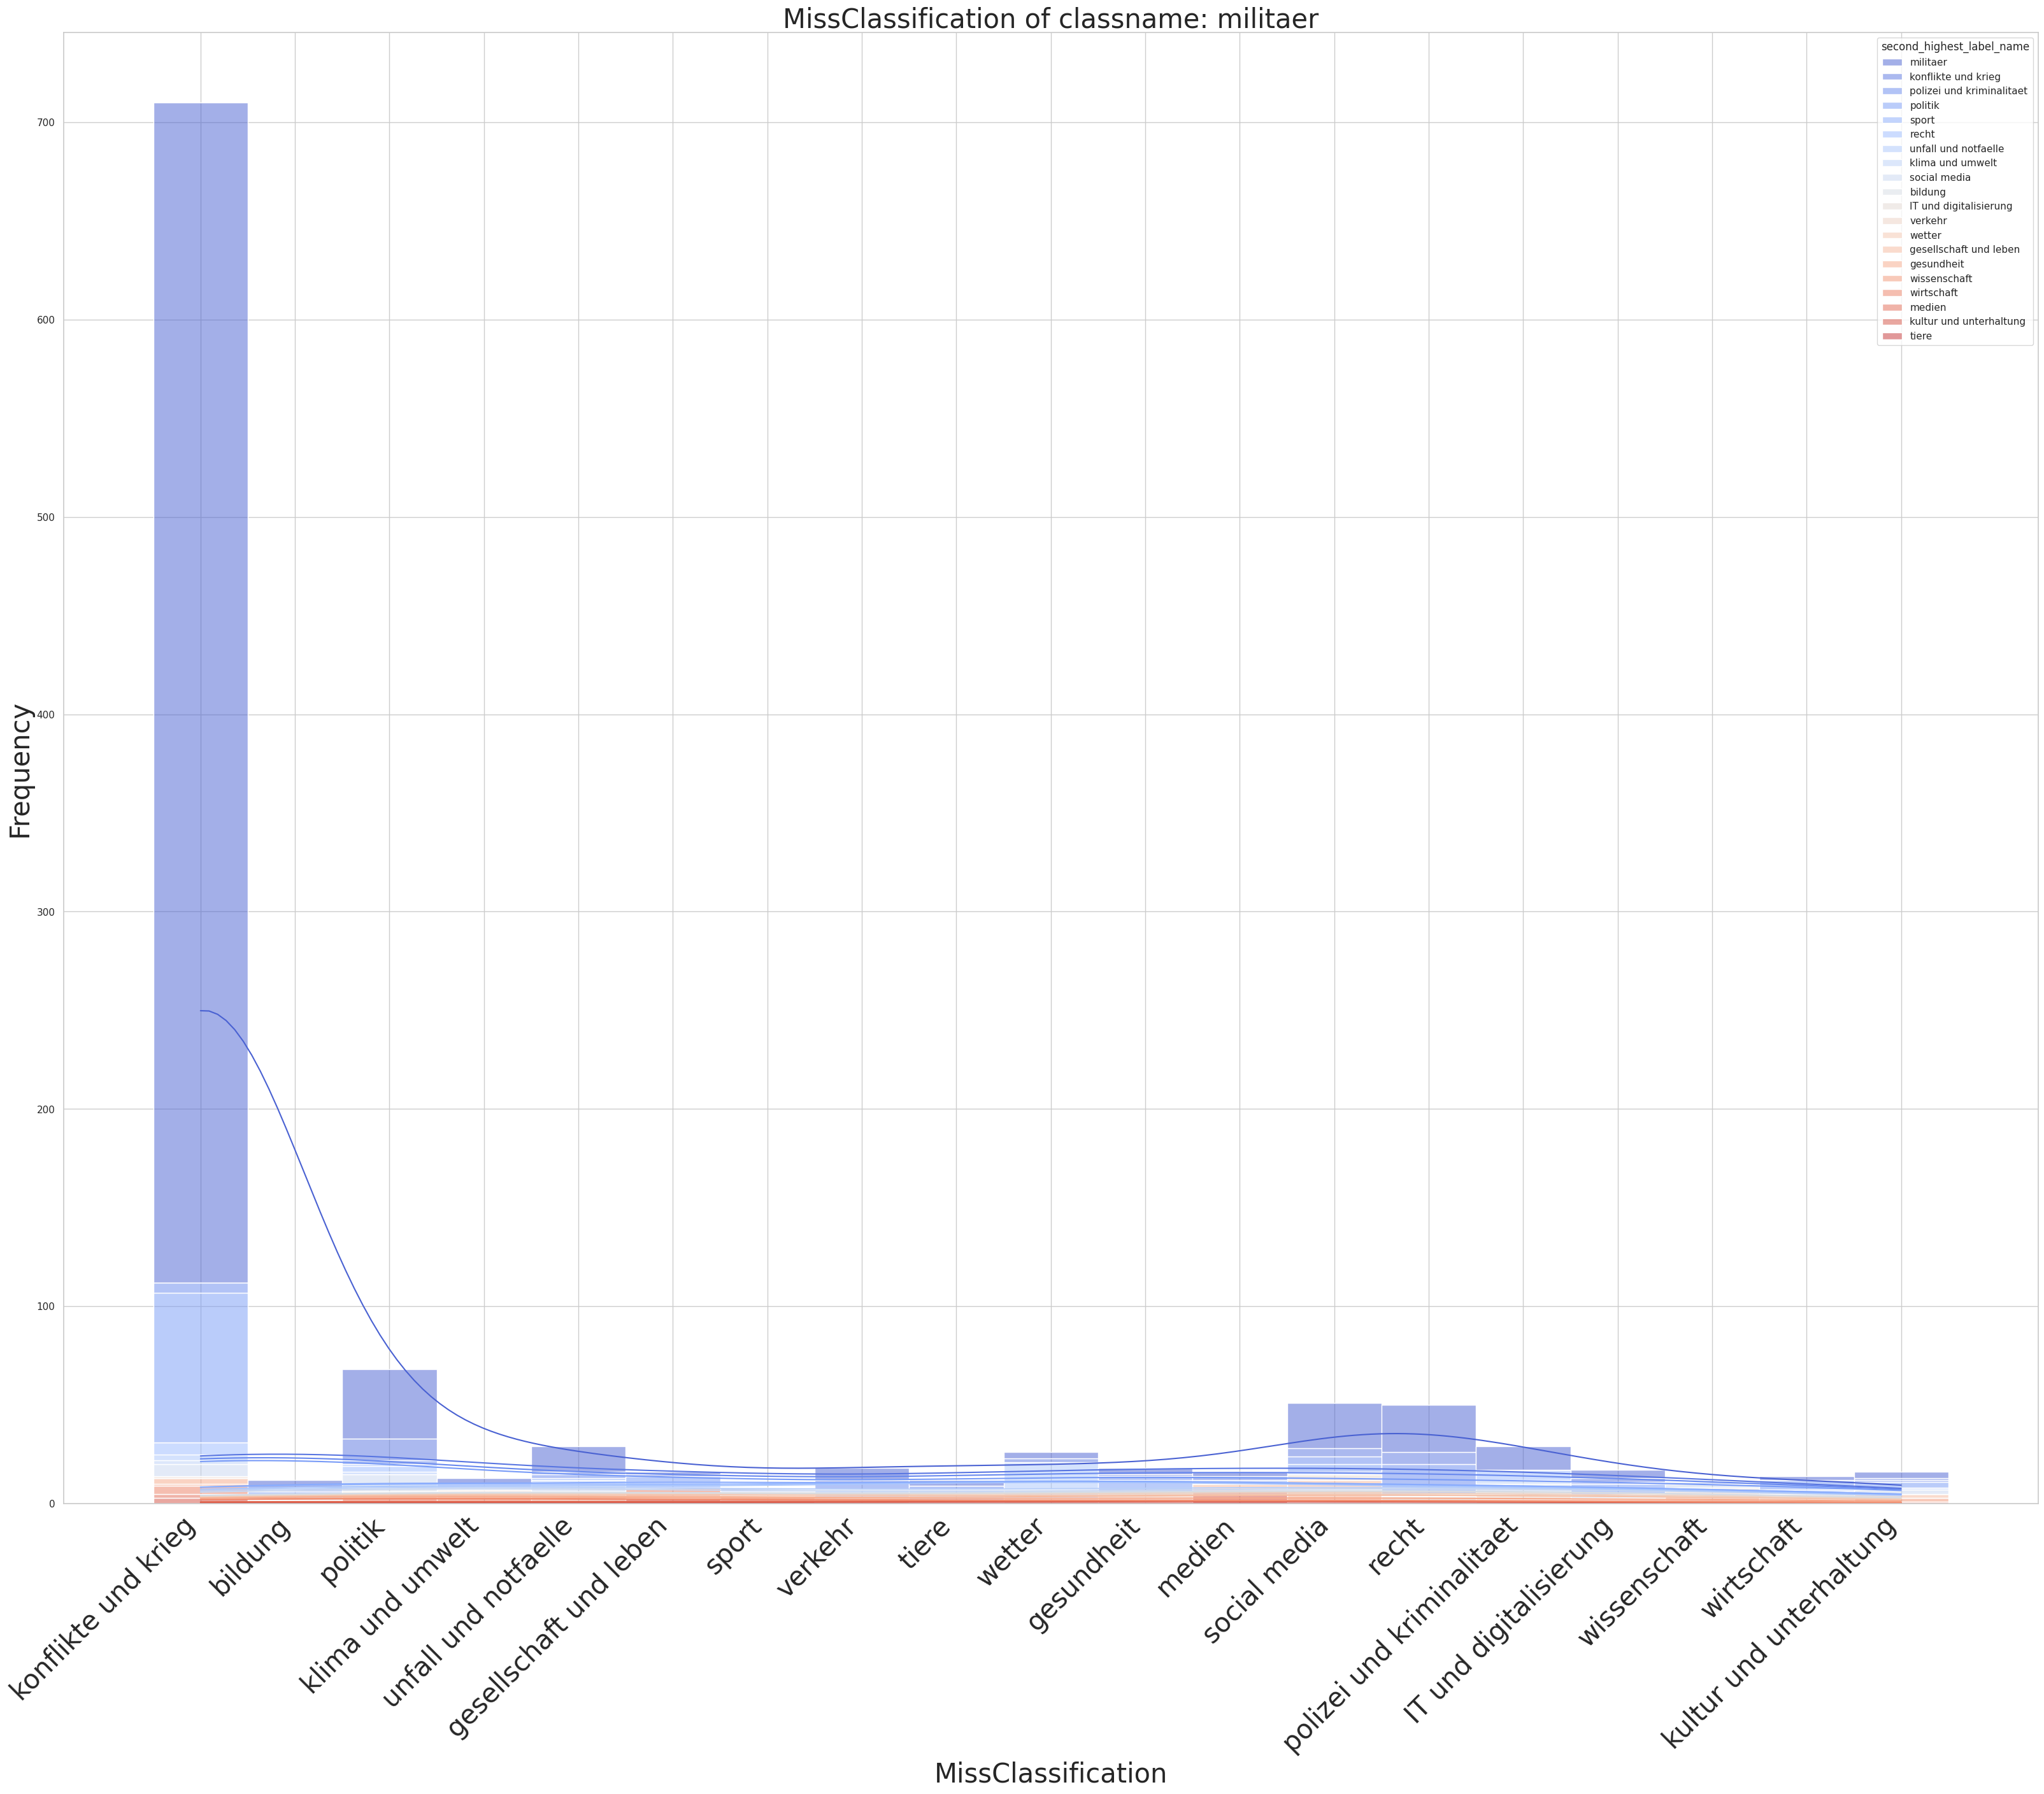 MissClassification of classname: militaer
second_highest_label_name
militaer
konflikte und krieg
polizei und kriminalitaet
politik
sport
recht
unfall und notfaelle
klima und umwelt
social media
bildung
IT und digitalisierung
verkehr
wetter
gesellschaft und leben
gesundheit
wissenschaft
wirtschaft
medien
kultur und unterhaltung
tiere
Frequency
700
600
500
400
300
200
100
0
konflikte und krieg
bildung
politik
klima und umwelt
unfall und notfaelle
gesellschaft und leben
sport
verkehr
tiere
wetter
gesundheit
medien
social media
recht
polizei und kriminalitaet
IT und digitalisierung
wissenschaft
wirtschaft
kultur und unterhaltung
MissClassification